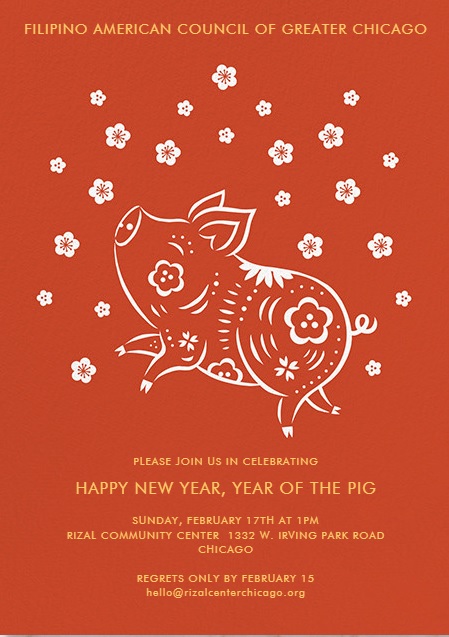 FILIPINO AMERICAN COUNCIL OF GREATER CHICAGO
PLEASE JOIN US IN CELEBRATING
HAPPY NEW YEAR, YEAR OF THE PIG
SUNDAY, FEBRUARY 17TH AT 1PM
RIZAL COMMUNITY CENTER 1332 W. IRVING PARK ROAD
CHICAGO
REGRETS ONLY BY FEBRUARY 15
hello@rizalcenterchicago.org